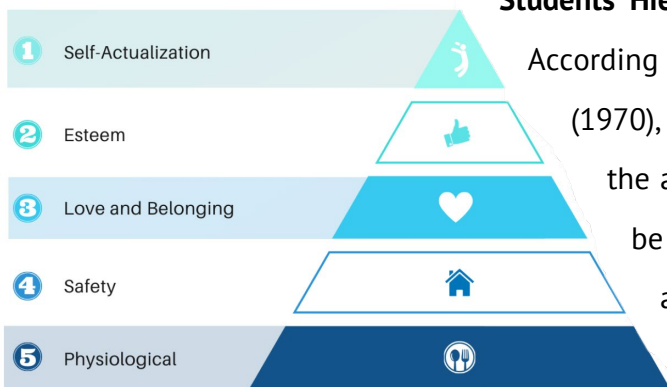 Students' Hie
According
(1970),
the a
be
a
1 Self-Actualization
2 Esteem
3 Love and Belonging
4 Safety
5 Physiological